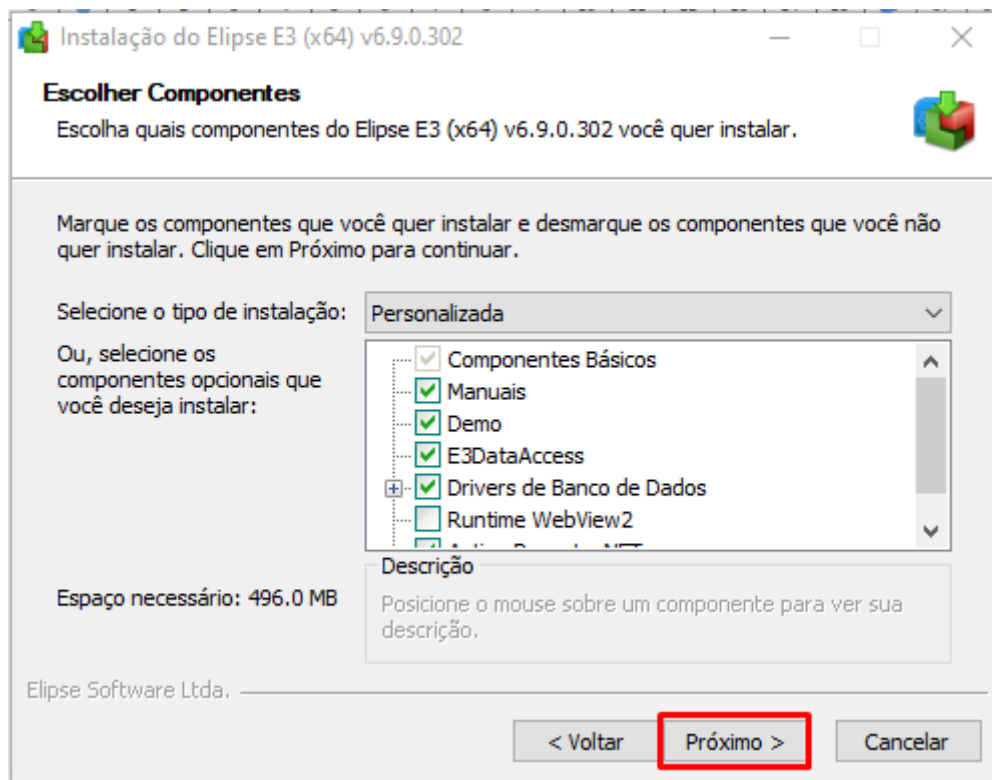 Instalação do Elipse E3 (x64) v6.9.0.302
Escolher Componentes
Escolha quais componentes do Elipse E3 (x64) v6.9.0.302 você quer instalar.
Marque os componentes que você quer instalar e desmarque os componentes que você não
quer instalar. Clique em Próximo para continuar.
Selecione o tipo de instalação:
Personalizada
Ou, selecione os
componentes opcionais que
você deseja instalar:
Componentes Básicos
Manuais
Demo
E3DataAccess
Drivers de Banco de Dados
Runtime WebView2
Espaço necessário: 496.0 MB
Descrição
Posicione o mouse sobre um componente para ver sua
descrição.
Elipse Software Ltda.
< Voltar
Próximo >
Cancelar